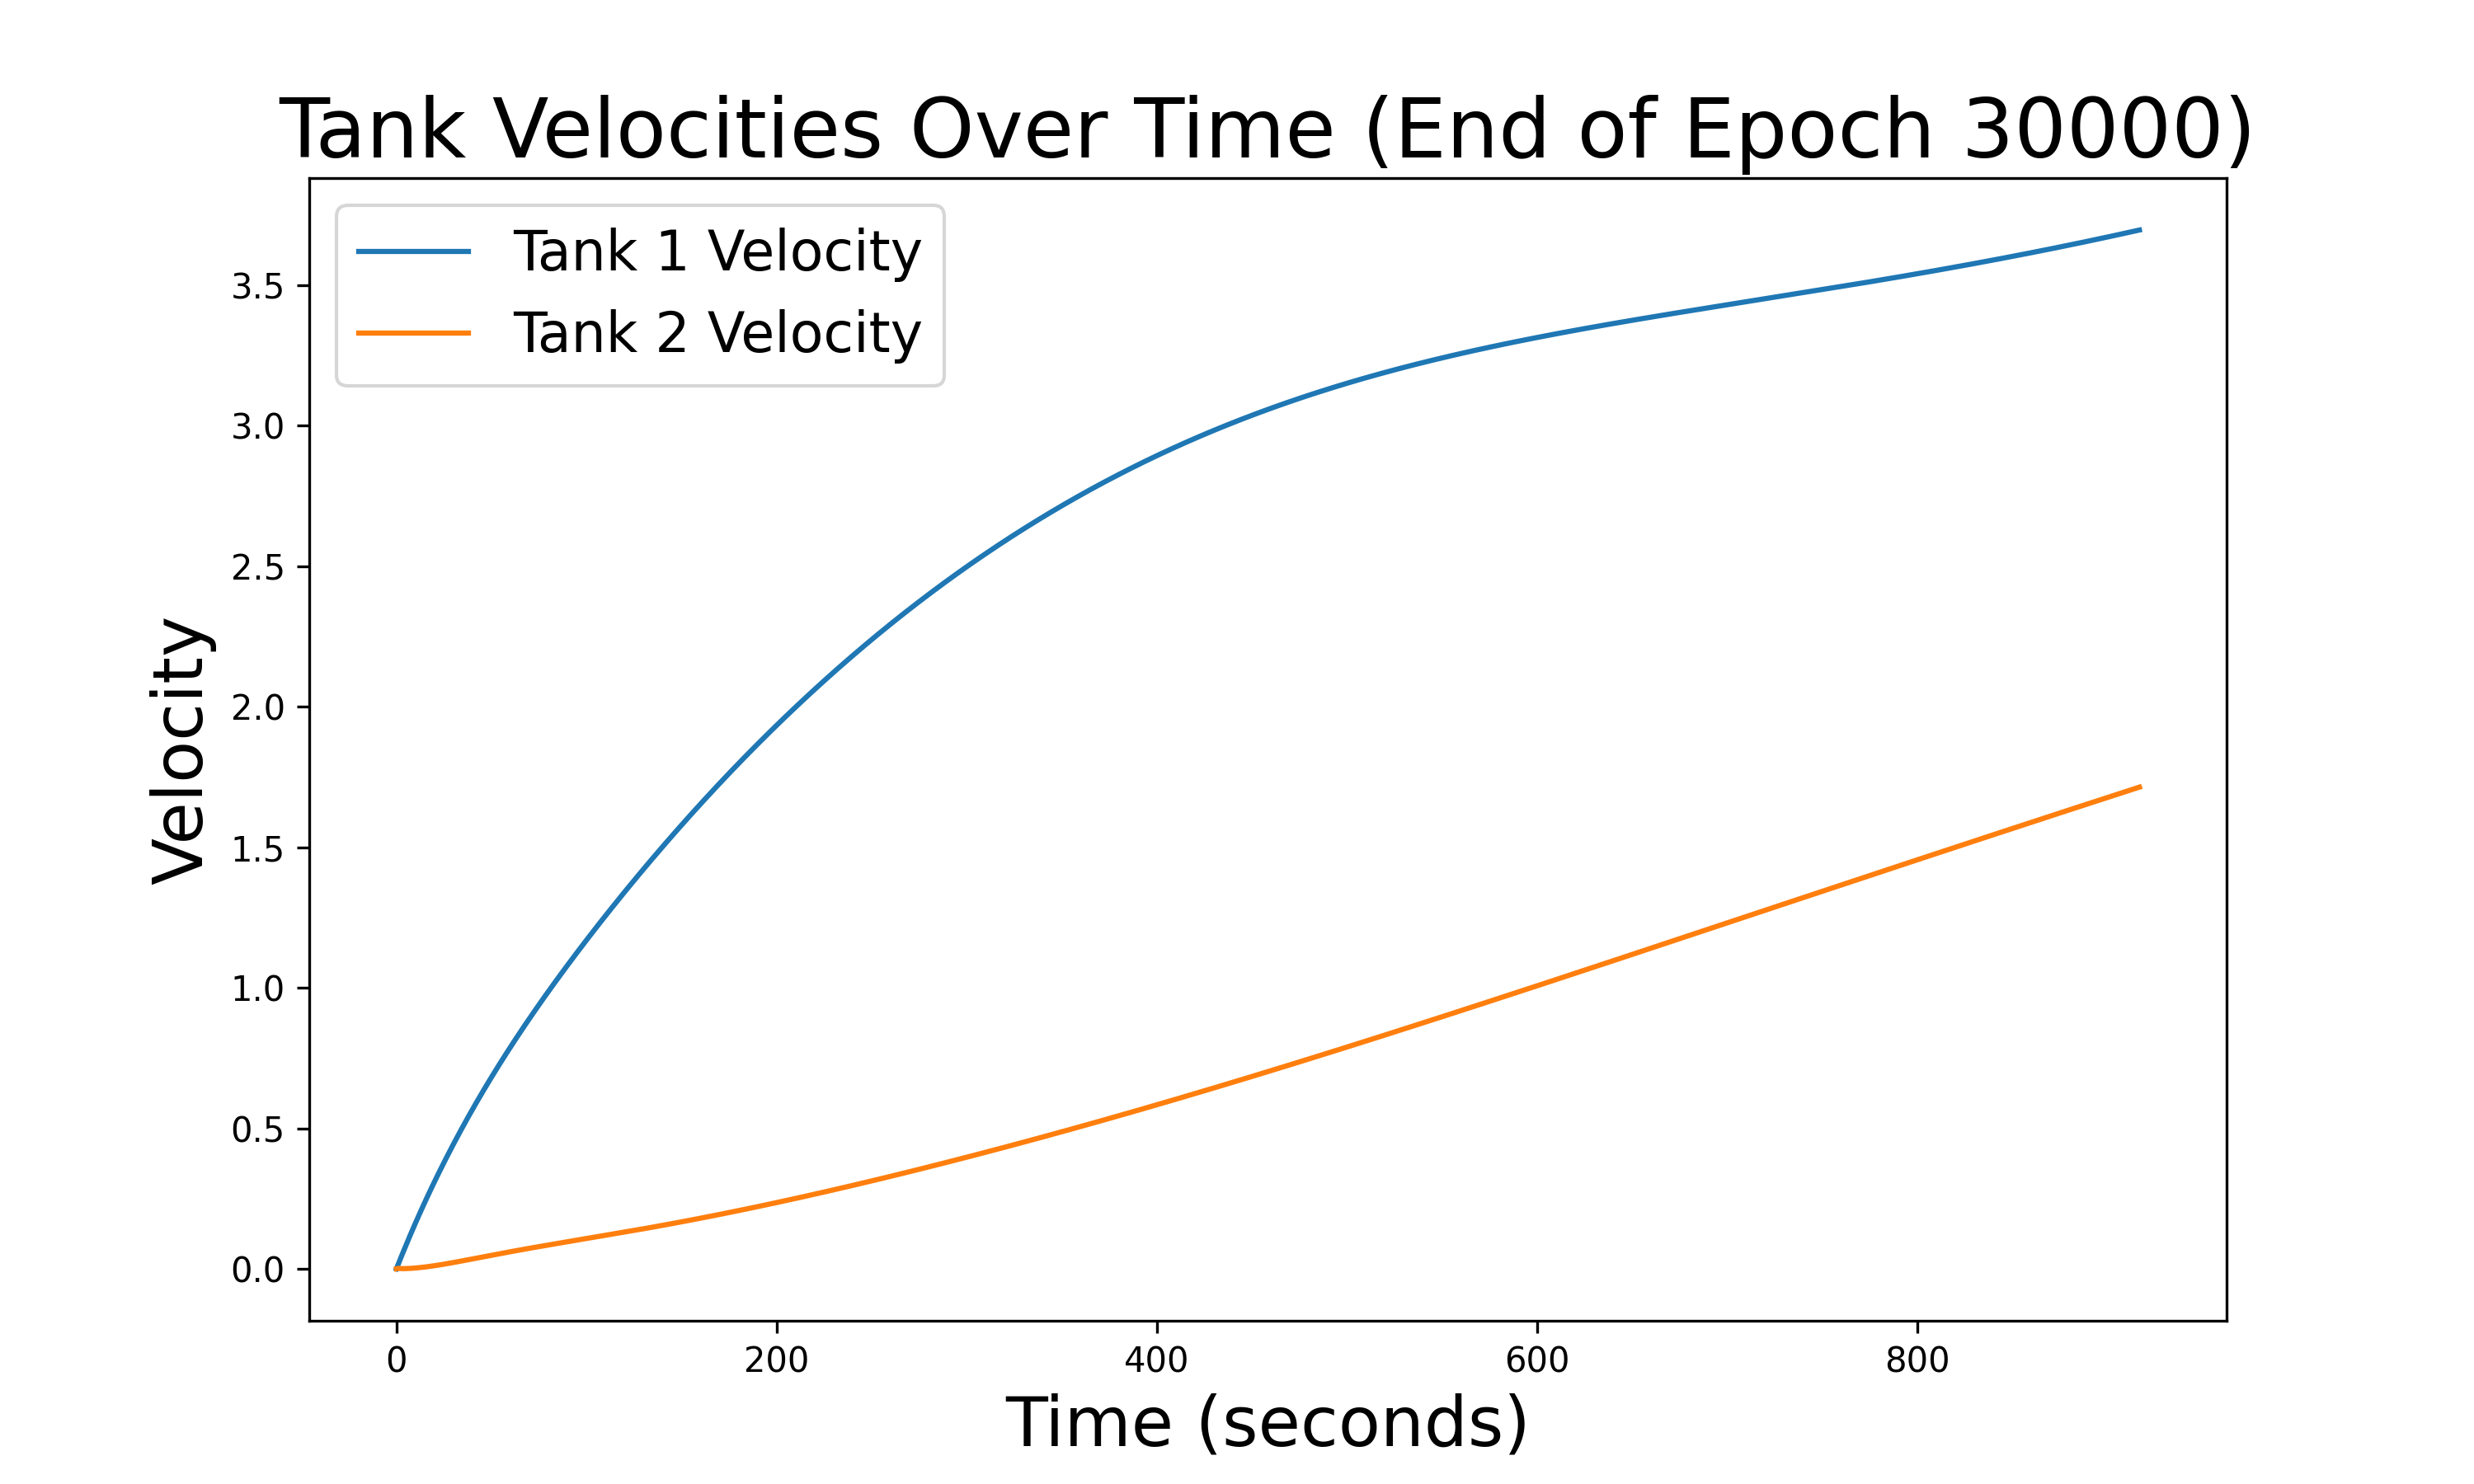 Tank Velocities Over Time (End of Epoch 30000)
Tank 1 Velocity
Tank 2 Velocity
3.5
3.0
2.5
2.0
1.5
1.0
0.5
0.0
Velocity
0 200 400 600 800
Time (seconds)